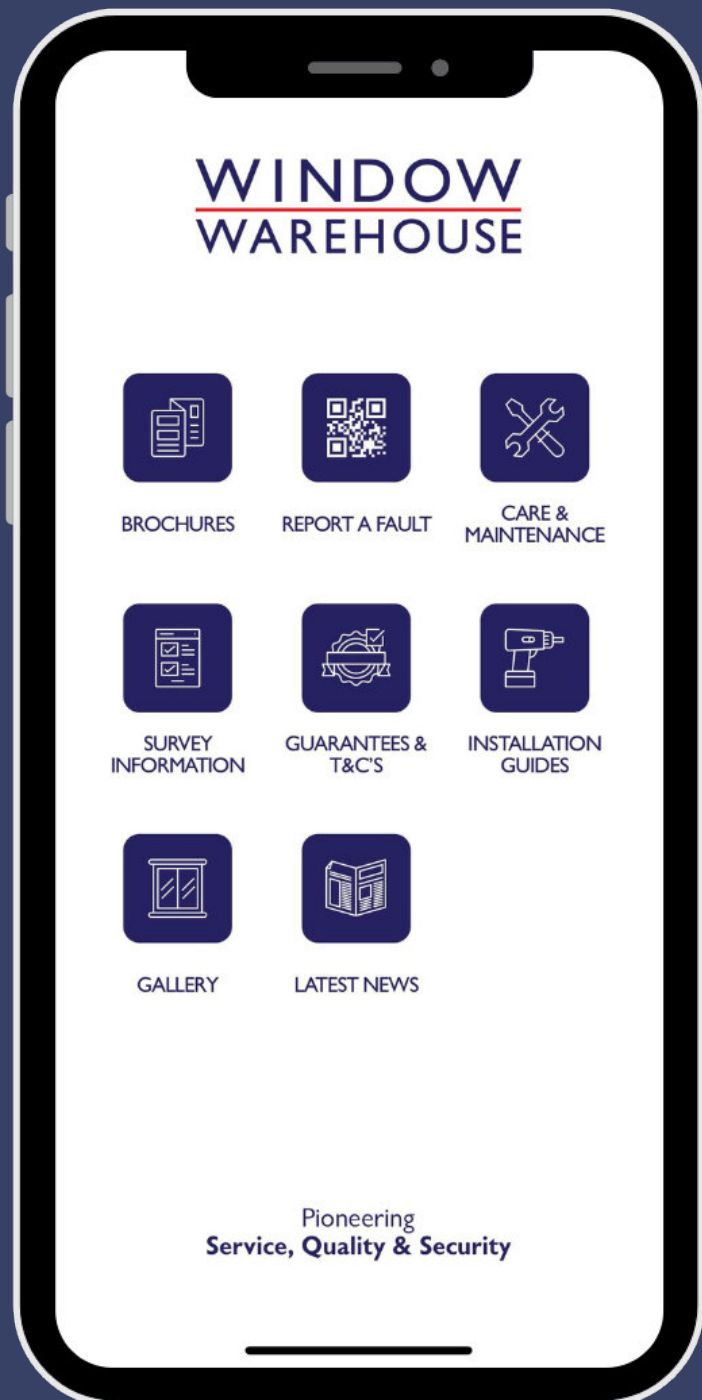 WINDOW
WAREHOUSE
BROCHURES
REPORT A FAULT
CARE &
MAINTENANCE
SURVEY
INFORMATION
GUARANTEES &
T&C'S
INSTALLATION
GUIDES
GALLERY
LATEST NEWS
Pioneering
Service, Quality & Security